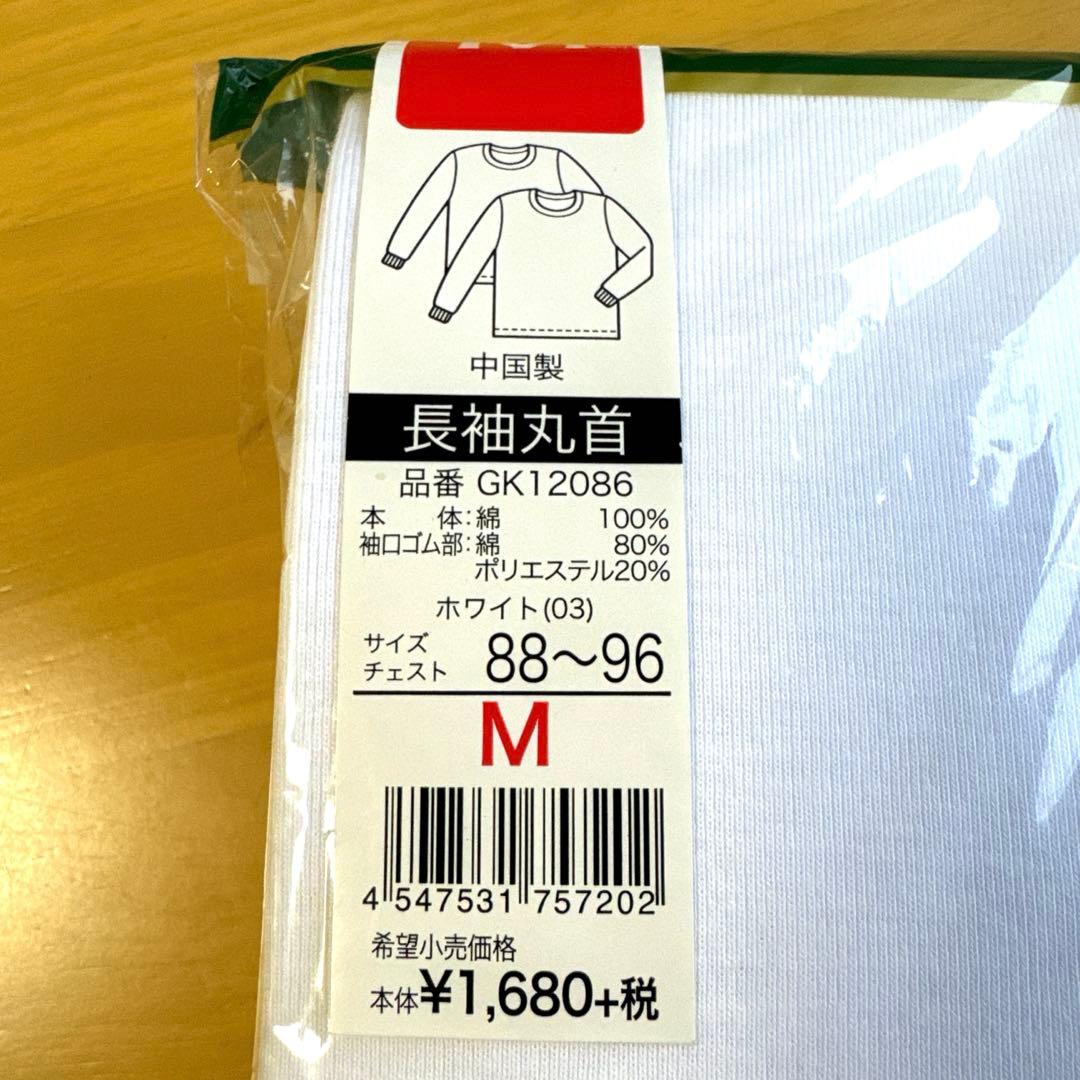 中国製
長袖丸首
品番 GK12086
本 体:綿 100%
袖口ゴム部:綿 80%
ポリエステル20%
ホワイト(03)
サイズ
チェスト 88〜96
M
4 547531 757202
希望小売価格
本体¥1,680+税